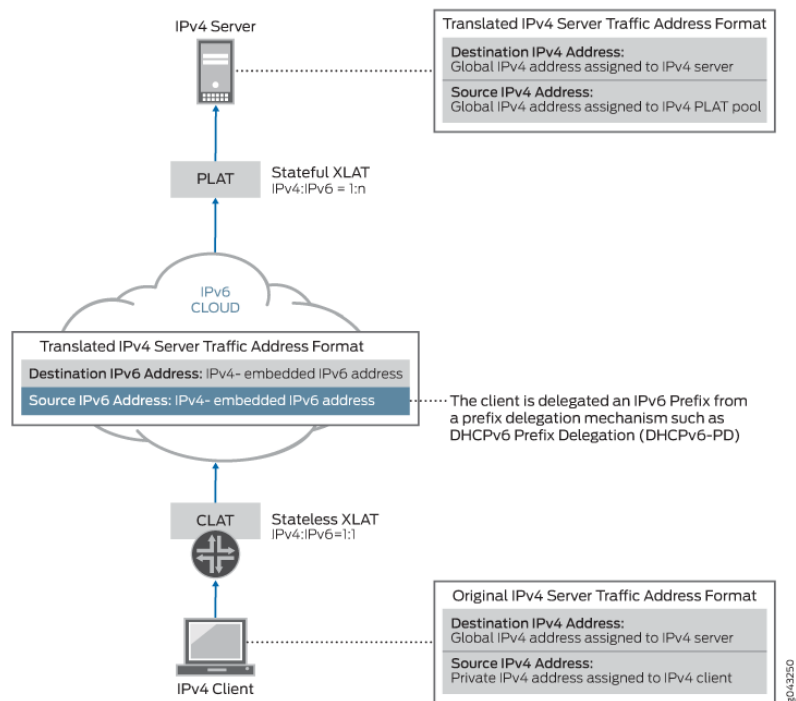 IPv4 Server
Translated IPv4 Server Traffic Address Format
Destination IPv4 Address:
Global IPv4 address assigned to IPv4 server
Source IPv4 Address:
Global IPv4 address assigned to IPv4 PLAT pool
PLAT
Stateful XLAT
IPv4:IPv6 = 1:n
IPv6
CLOUD
Translated IPv4 Server Traffic Address Format
Destination IPv6 Address: IPv4- embedded IPv6 address
Source IPv6 Address: IPv4- embedded IPv6 address
The client is delegated an IPv6 Prefix from
a prefix delegation mechanism such as
DHCPv6 Prefix Delegation (DHCPv6-PD)
CLAT
Stateless XLAT
IPv4:IPv6=1:1
Original IPv4 Server Traffic Address Format
Destination IPv4 Address:
Global IPv4 address assigned to IPv4 server
Source IPv4 Address:
Private IPv4 address assigned to IPv4 client
IPv4 Client
g043250